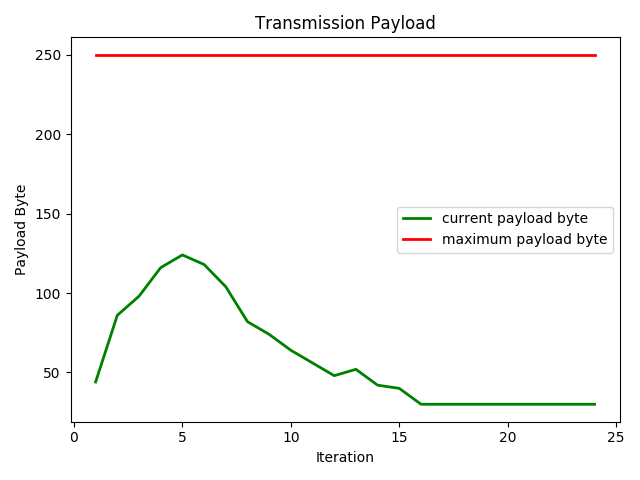 Transmission Payload
250
200
150
100
50
Payload Byte
current payload byte
maximum payload byte
0 5 10 15 20 25
Iteration